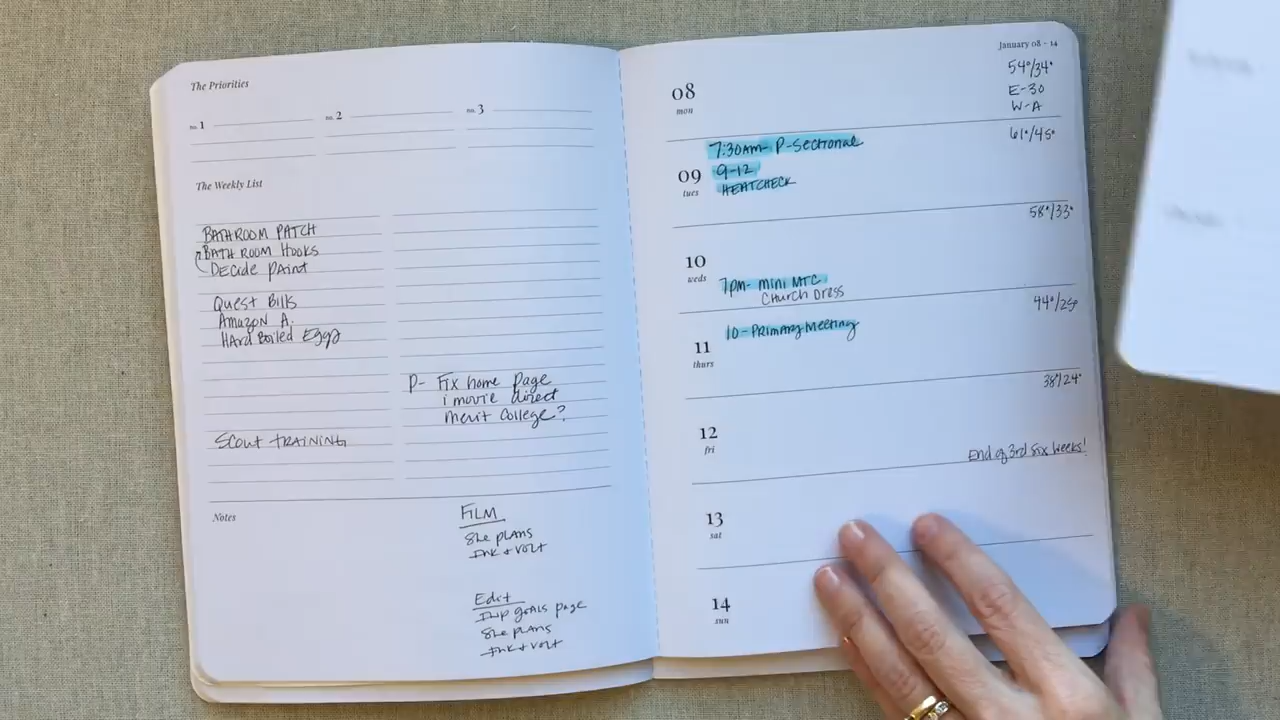 The Priorities
no. 1
no. 2
no. 3
The Weekly List
BATHROOM PATCH
BATHROOM HOOKS
DECIDE PAINT
QUEST BILLS
AMAZON A.
HARD BOILED EGGS
P- FIX HOME PAGE
i movie direct
MERIT COLLEGE?
SCOUT TRAINING
Notes
FILM
SHE PLANS
INK + VOLT
Edit
goals page
SHE PLANS
INK + VOLT
January 08 - 14
08
mon
54°/34°
E-30
W-A
09
tues
7:30AM- P-Sectional
9-12
HEATCHECK
61°/45°
10
weds
58°/33°
7pm- mini MTC
CHURCH DRESS
11
thurs
10-PRIMARY MEETING
44°/25°
12
fri
38°/24°
End of 3rd Six Weeks!
13
sat
14
sun